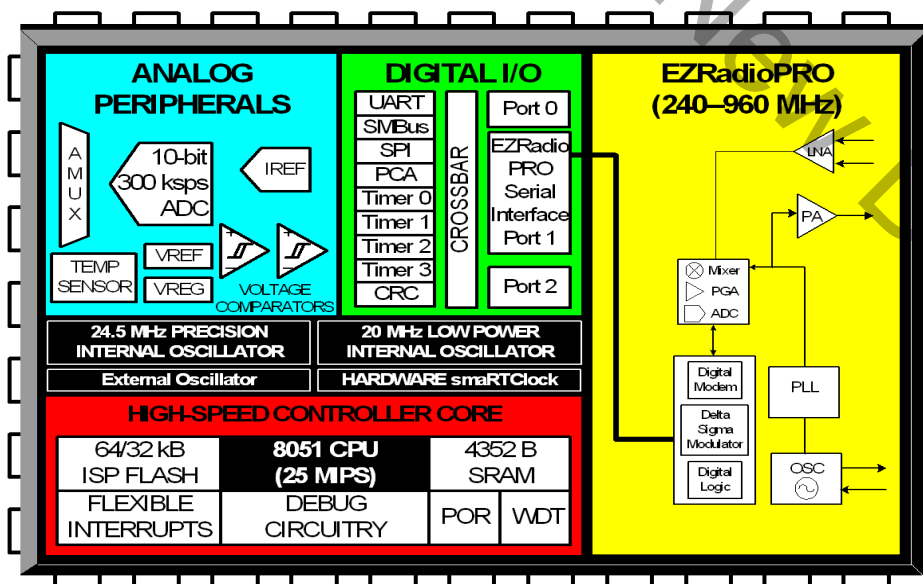 ANALOG
PERIPHERALS
A
M
U
X
10-bit
300 ksps
ADC
IREF
TEMP
SENSOR
VREF
VREG
+
-
+
-
VOLTAGE
COMPARATORS
DIGITAL I/O
UART
SMBus
SPI
PCA
Timer 0
Timer 1
Timer 2
Timer 3
CRC
CROSSBAR
Port 0
EZRadio
PRO
Serial
Interface
Port 1
Port 2
EZRadioPRO
(240–960 MHz)
LNA
PA
Mixer
PGA
ADC
Digital
Modem
Delta
Sigma
Modulator
Digital
Logic
PLL
OSC
24.5 MHz PRECISION
INTERNAL OSCILLATOR
20 MHz LOW POWER
INTERNAL OSCILLATOR
External Oscillator
HARDWARE smaRTClock
HIGH-SPEED CONTROLLER CORE
64/32 kB
ISP FLASH
8051 CPU
(25 MIPS)
4352 B
SRAM
FLEXIBLE
INTERRUPTS
DEBUG
CIRCUITRY
POR
WDT
New